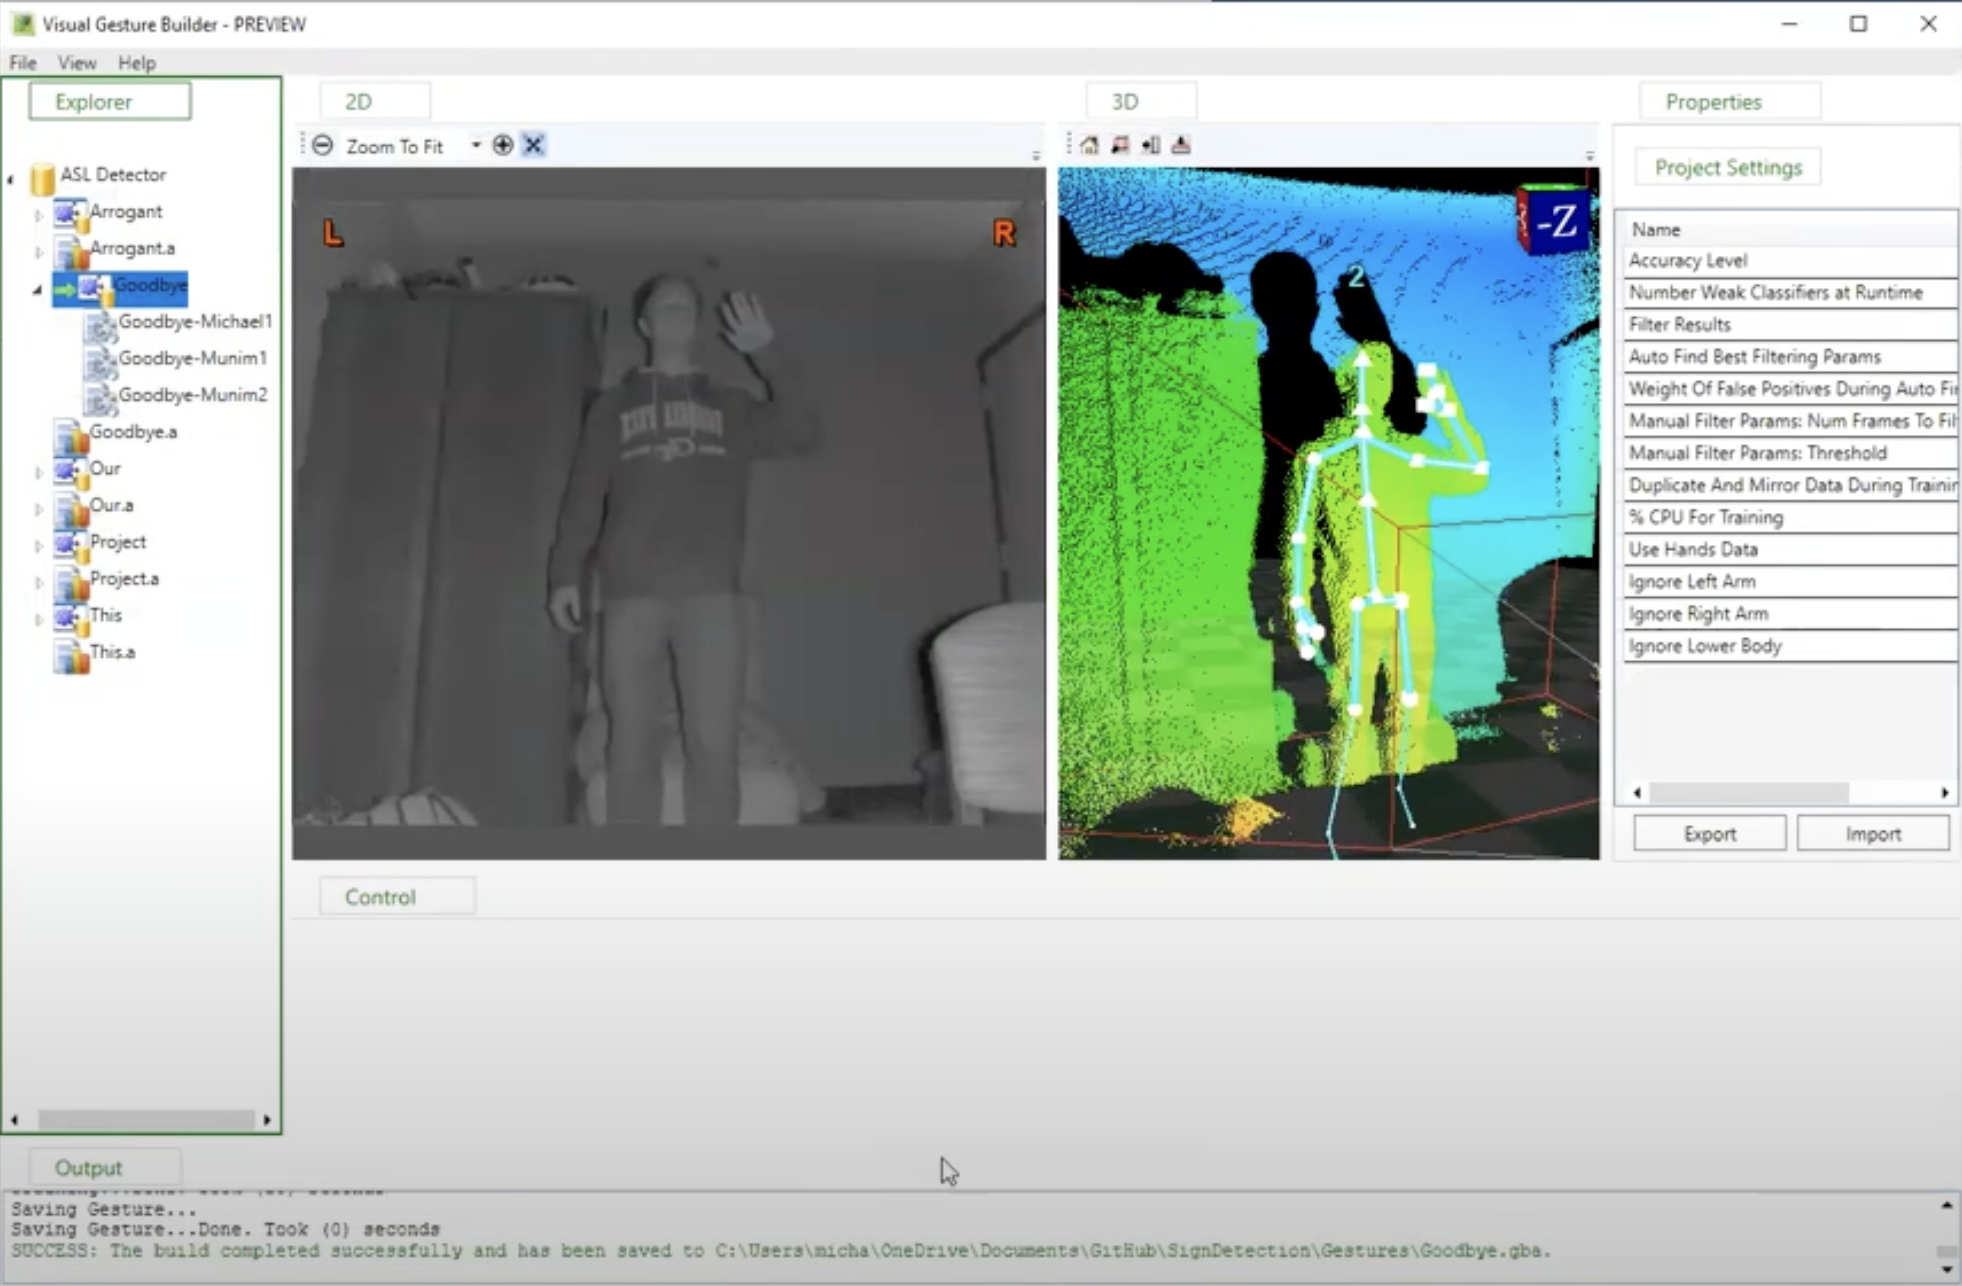 Visual Gesture Builder - PREVIEW
File View Help
Explorer
ASL Detector
Arrogant
Arrogant.a
Goodbye
Goodbye-Michael1
Goodbye-Munim1
Goodbye-Munim2
Goodbye.a
Our
Our.a
Project
Project.a
This
This.a
2D
Zoom To Fit
L R
3D
-Z
2
Properties
Project Settings
Name
Accuracy Level
Number Weak Classifiers at Runtime
Filter Results
Auto Find Best Filtering Params
Weight Of False Positives During Auto Fi
Manual Filter Params: Num Frames To Fil
Manual Filter Params: Threshold
Duplicate And Mirror Data During Trainin
% CPU For Training
Use Hands Data
Ignore Left Arm
Ignore Right Arm
Ignore Lower Body
Export Import
Control
Output
Saving Gesture...
Saving Gesture...Done. Took (0) seconds
SUCCESS: The build completed successfully and has been saved to C:\Users\micha\OneDrive\Documents\GitHub\SignDetection\Gestures\Goodbye.gba.